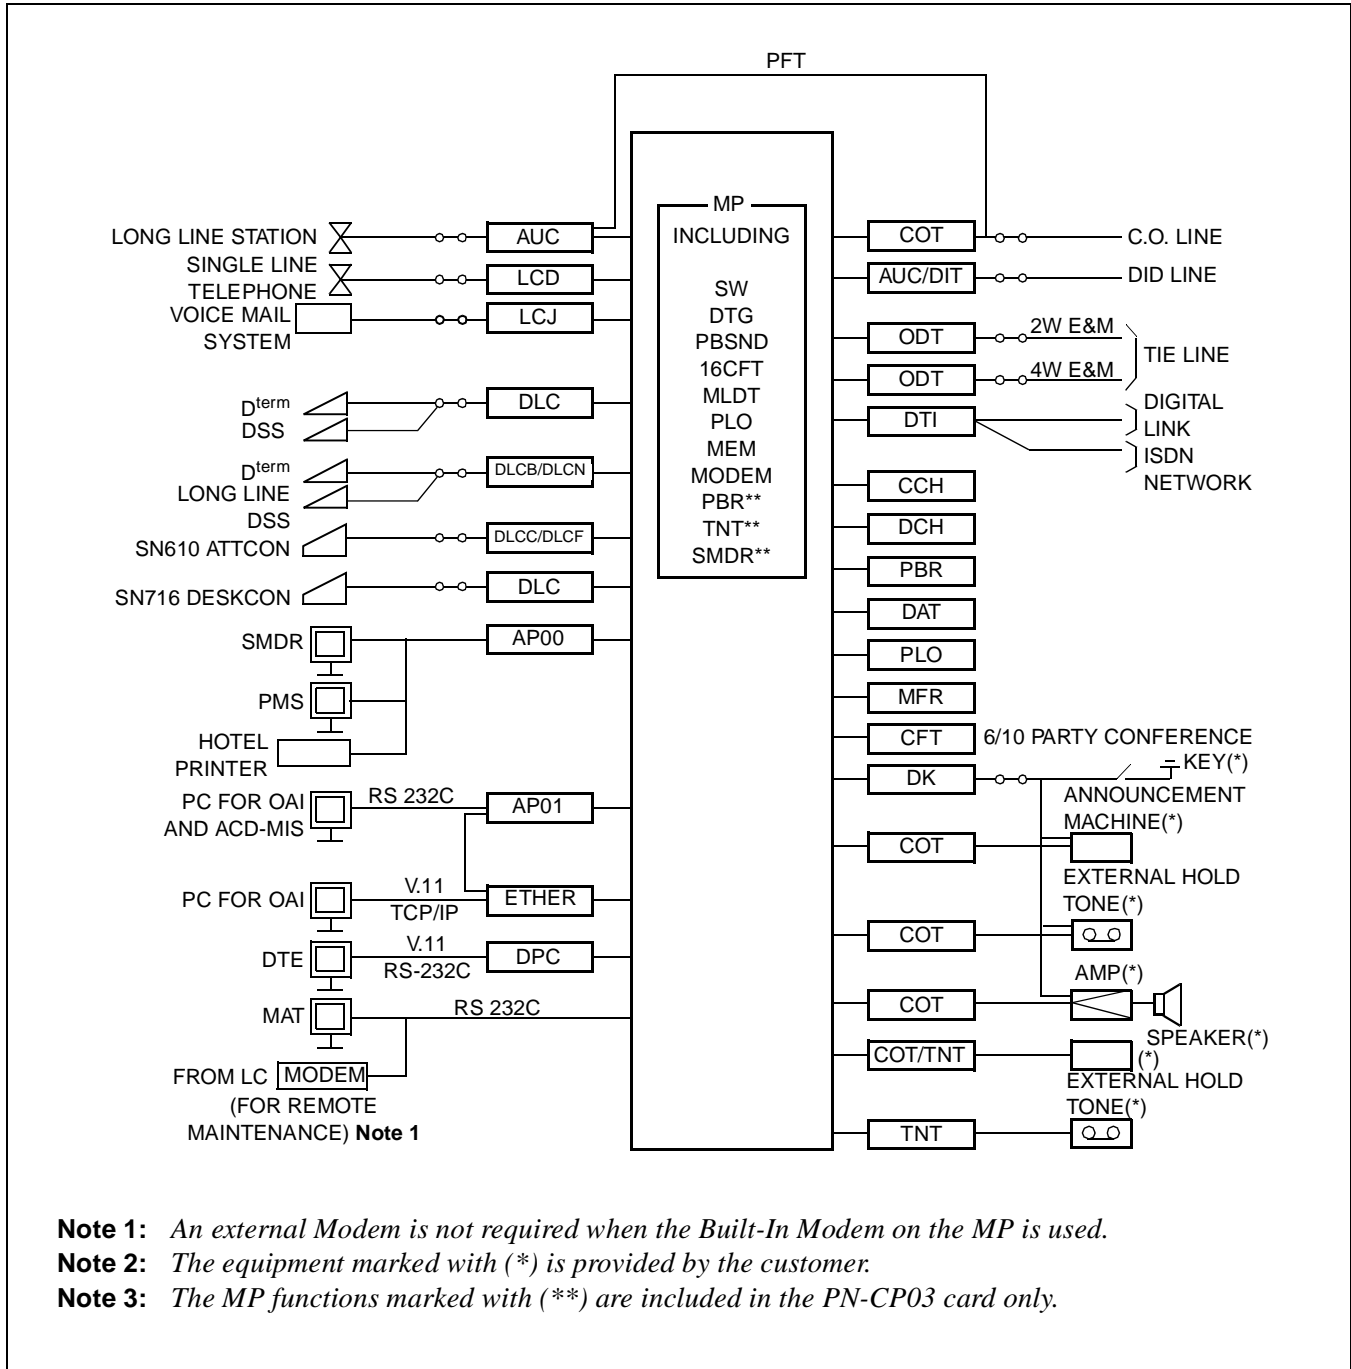 PFT
MP
INCLUDING
SW
DTG
PBSND
16CFT
MLDT
PLO
MEM
MODEM
PBR**
TNT**
SMDR**
LONG LINE STATION
AUC
SINGLE LINE
TELEPHONE
LCD
VOICE MAIL
SYSTEM
LCJ
Dterm
DSS
DLC
Dterm
LONG LINE
DSS
DLCB/DLCN
SN610 ATTCON
DLCC/DLCF
SN716 DESKCON
DLC
SMDR
AP00
PMS
HOTEL
PRINTER
PC FOR OAI
AND ACD-MIS
RS 232C
AP01
PC FOR OAI
V.11
TCP/IP
ETHER
DTE
V.11
RS-232C
DPC
MAT
RS 232C
FROM LC
MODEM
(FOR REMOTE
MAINTENANCE) Note 1
COT
C.O. LINE
AUC/DIT
DID LINE
ODT
2W E&M
ODT
4W E&M
TIE LINE
DTI
DIGITAL
LINK
ISDN
NETWORK
CCH
DCH
PBR
DAT
PLO
MFR
CFT
6/10 PARTY CONFERENCE
DK
KEY(*)
ANNOUNCEMENT
MACHINE(*)
COT
EXTERNAL HOLD
TONE(*)
COT
AMP(*)
COT
SPEAKER(*)
COT/TNT
(*)
EXTERNAL HOLD
TONE(*)
TNT
Note 1: An external Modem is not required when the Built-In Modem on the MP is used.
Note 2: The equipment marked with (*) is provided by the customer.
Note 3: The MP functions marked with (**) are included in the PN-CP03 card only.